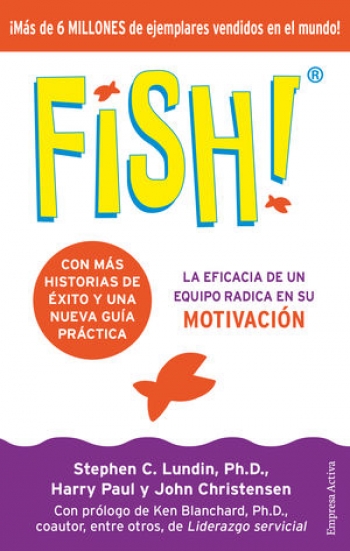 ¡Más de 6 MILLONES de ejemplares vendidos en el mundo!
FiSH!®
CON MÁS
HISTORIAS DE
ÉXITO Y UNA
NUEVA GUÍA
PRÁCTICA
LA EFICACIA DE UN
EQUIPO RADICA EN SU
MOTIVACIÓN
Stephen C. Lundin, Ph.D.,
Harry Paul y John Christensen
Con prólogo de Ken Blanchard, Ph.D.,
coautor, entre otros, de Liderazgo servicial
Empresa Activa